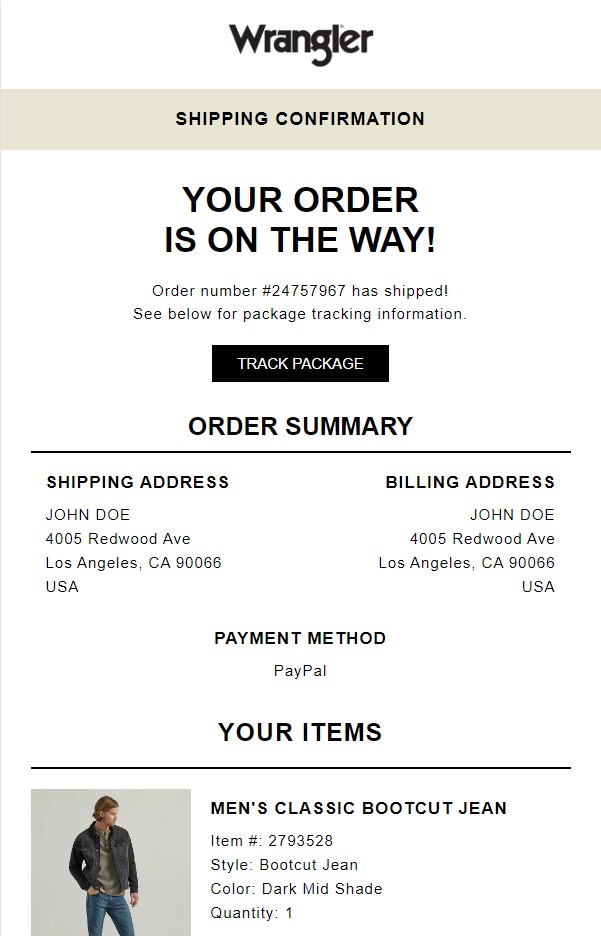 Wrangler
SHIPPING CONFIRMATION
YOUR ORDER
IS ON THE WAY!
Order number #24757967 has shipped!
See below for package tracking information.
TRACK PACKAGE
ORDER SUMMARY
SHIPPING ADDRESS
JOHN DOE
4005 Redwood Ave
Los Angeles, CA 90066
USA
BILLING ADDRESS
JOHN DOE
4005 Redwood Ave
Los Angeles, CA 90066
USA
PAYMENT METHOD
PayPal
YOUR ITEMS
MEN'S CLASSIC BOOTCUT JEAN
Item #: 2793528
Style: Bootcut Jean
Color: Dark Mid Shade
Quantity: 1